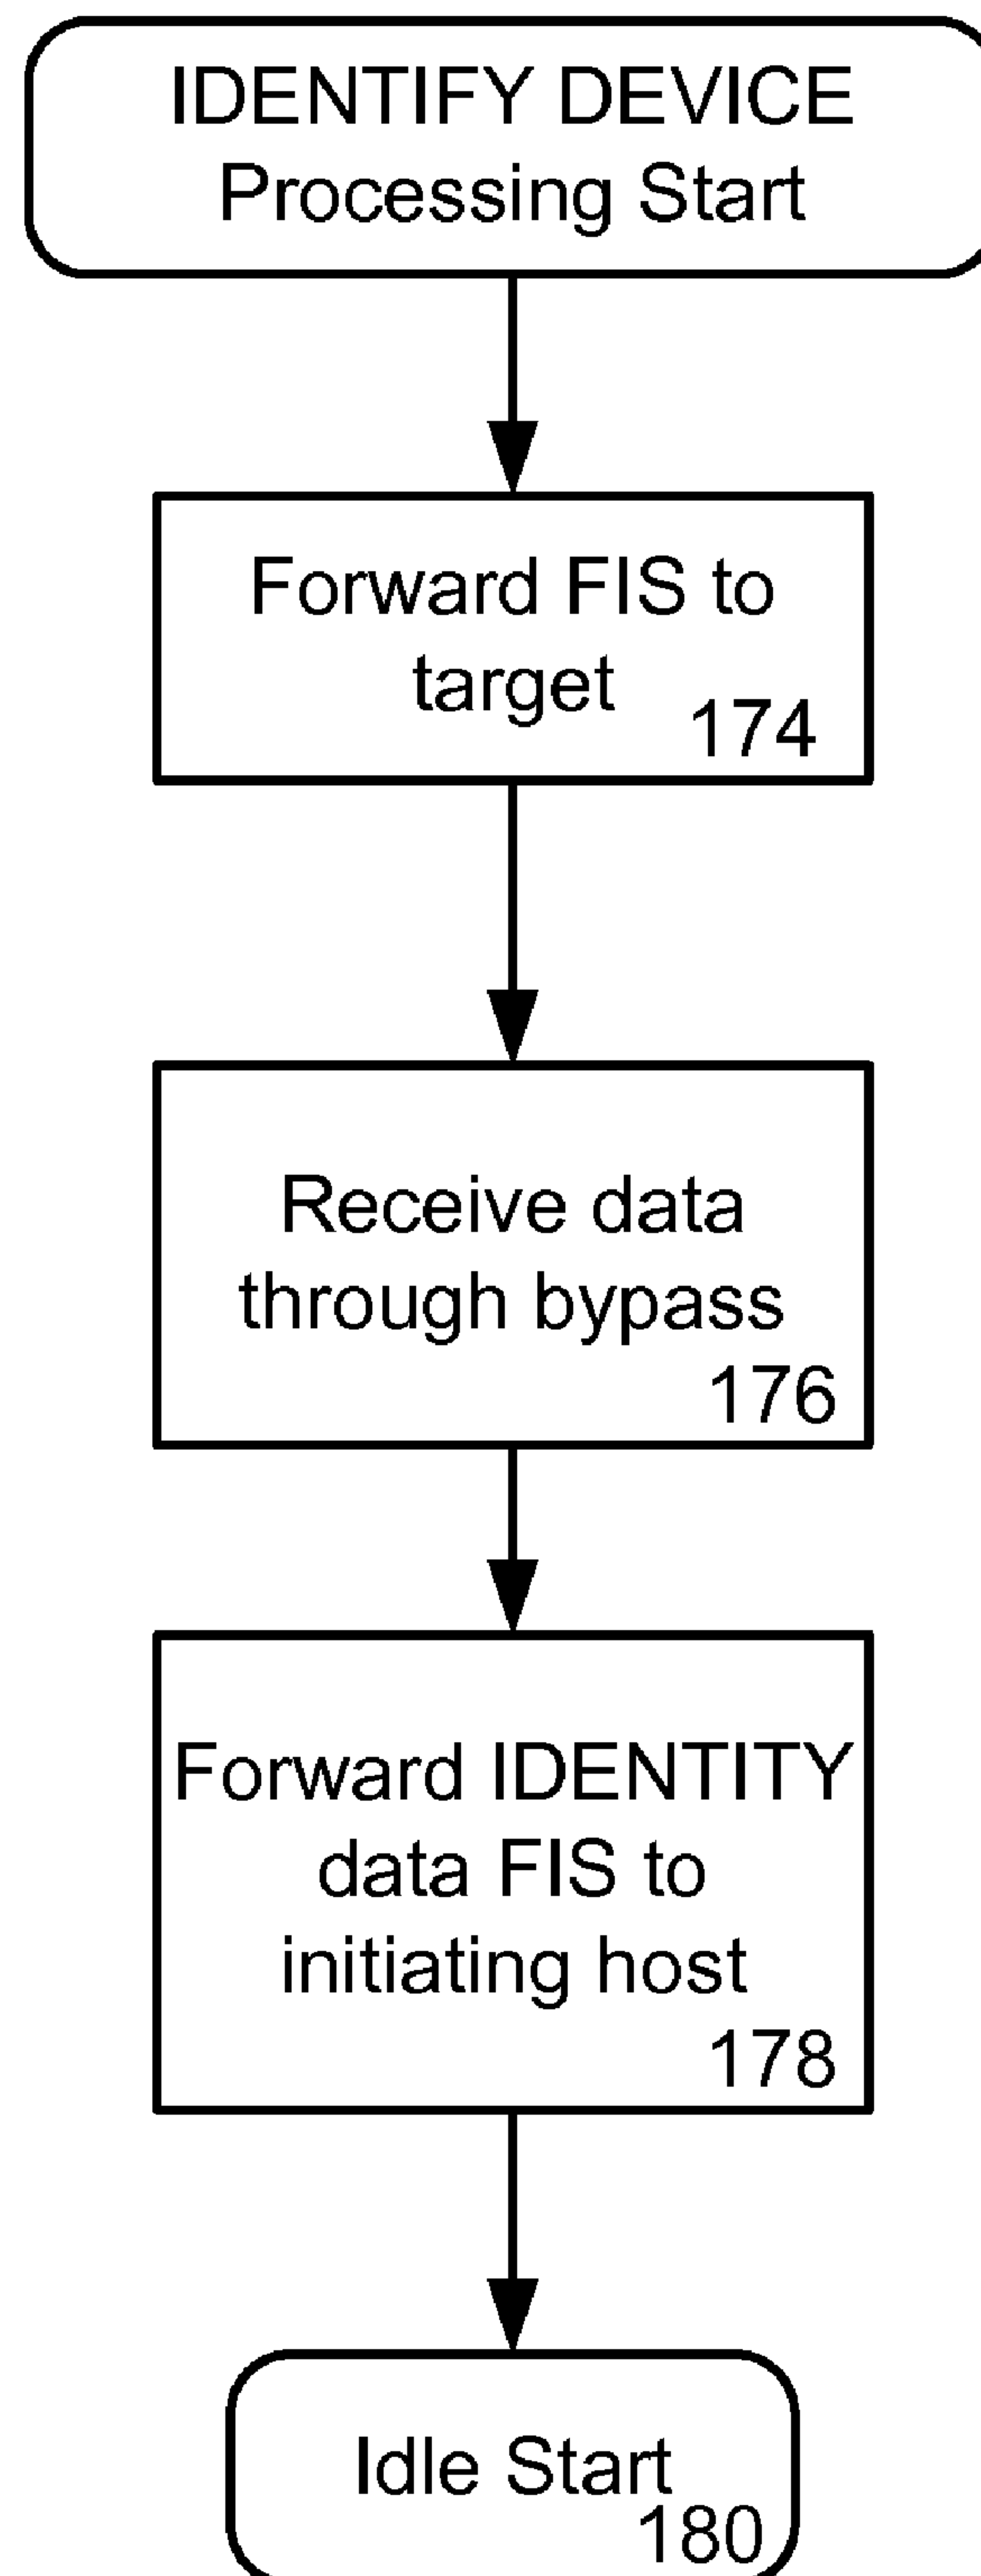 IDENTIFY DEVICE
Processing Start
Forward FIS to
target
174
Receive data
through bypass
176
Forward IDENTITY
data FIS to
initiating host
178
Idle Start
180